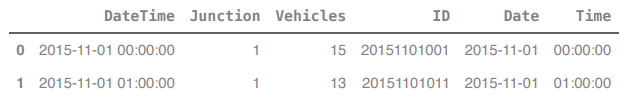 DateTime Junction Vehicles ID Date Time
0 2015-11-01 00:00:00 1 15 20151101001 2015-11-01 00:00:00
1 2015-11-01 01:00:00 1 13 20151101011 2015-11-01 01:00:00